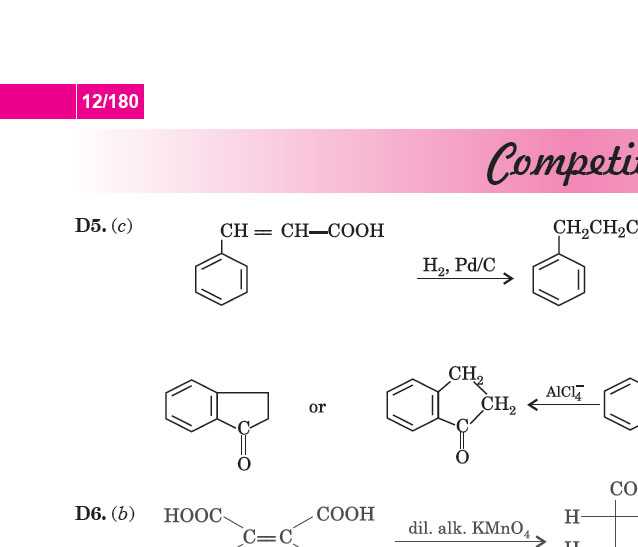 12/180
Competi
D5. (c)
CH = CH—COOH
CH₂CH₂C
H₂, Pd/C
CH₂
CH₂
AlCl₄⁻
or
C
O
C
O
D6. (b)
HOOC
COOH
C=C
dil. alk. KMnO₄
CO
H
H